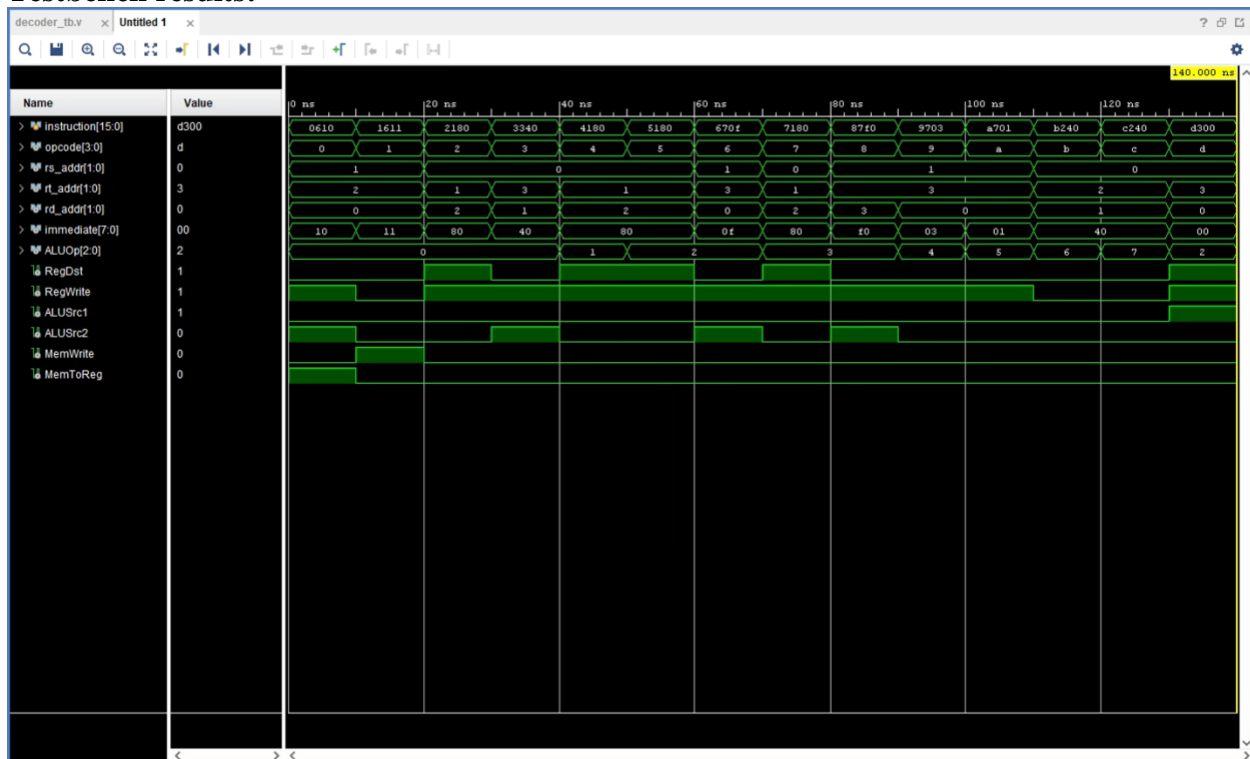 decoder_tb.v × Untitled 1 ×
?
140.000 ns
Name Value 0 ns 20 ns 40 ns 60 ns 80 ns 100 ns 120 ns
> instruction[15:0] d300 0610 1611 2180 3340 4180 5180 670f 7180 87f0 9703 a701 b240 c240 d300
> opcode[3:0] d 0 1 2 3 4 5 6 7 8 9 a b c d
> rs_addr[1:0] 0 1 0 1 0 1 0
> rt_addr[1:0] 3 2 1 3 1 3 1 3 2 3
> rd_addr[1:0] 0 0 2 1 2 0 2 3 0 1 0
> immediate[7:0] 00 10 11 80 40 80 0f 80 f0 03 01 40 00
> ALUOp[2:0] 2 0 1 2 3 4 5 6 7 2
RegDst 1
RegWrite 1
ALUSrc1 1
ALUSrc2 0
MemWrite 0
MemToReg 0